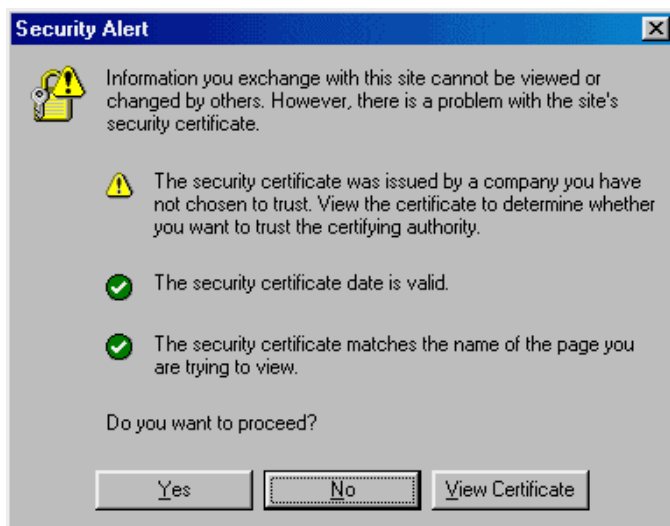 Security Alert
Information you exchange with this site cannot be viewed or
changed by others. However, there is a problem with the site's
security certificate.
The security certificate was issued by a company you have
not chosen to trust. View the certificate to determine whether
you want to trust the certifying authority.
The security certificate date is valid.
The security certificate matches the name of the page you
are trying to view.
Do you want to proceed?
Yes No View Certificate